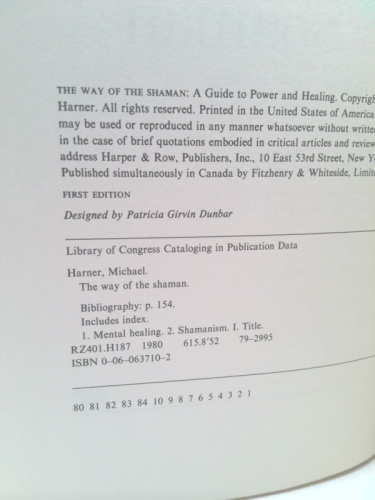 THE WAY OF THE SHAMAN: A Guide to Power and Healing. Copyrigh
Harner. All rights reserved. Printed in the United States of America
may be used or reproduced in any manner whatsoever without written
in the case of brief quotations embodied in critical articles and review
address Harper & Row, Publishers, Inc., 10 East 53rd Street, New Y
Published simultaneously in Canada by Fitzhenry & Whiteside, Limite
FIRST EDITION
Designed by Patricia Girvin Dunbar
Library of Congress Cataloging in Publication Data
Harner, Michael.
The way of the shaman.
Bibliography: p. 154.
Includes index.
1. Mental healing. 2. Shamanism. I. Title.
RZ401.H187 1980 615.8'52 79-2995
ISBN 0-06-063710-2
80 81 82 83 84 10 9 8 7 6 5 4 3 2 1